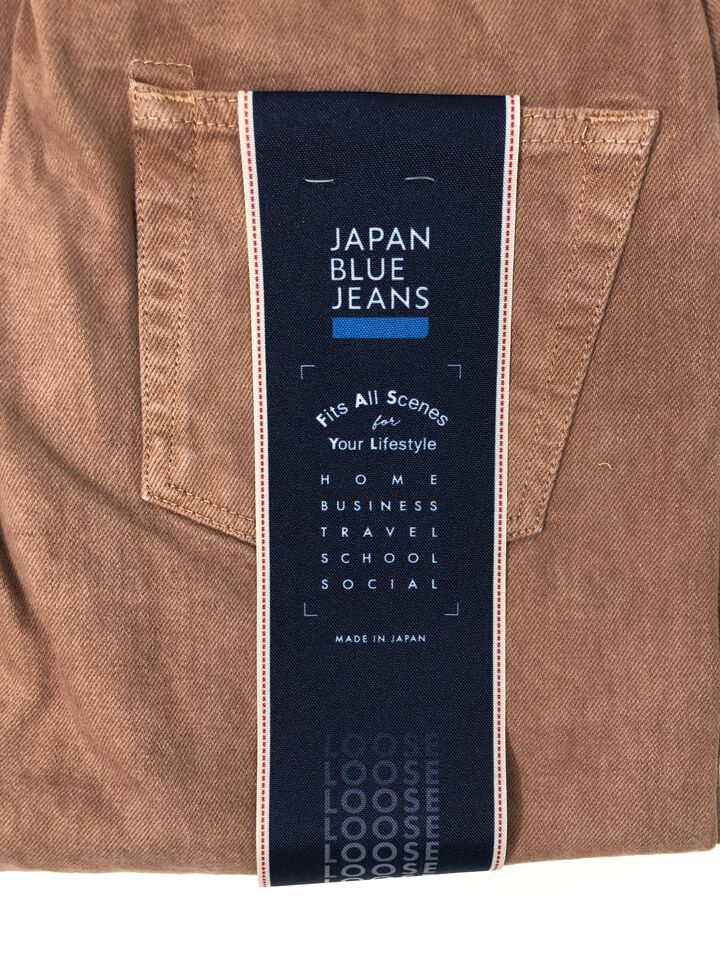 JAPAN
BLUE
JEANS
Fits All Scenes
for
Your Lifestyle
HOME
BUSINESS
TRAVEL
SCHOOL
SOCIAL
MADE IN JAPAN
LOOSE
LOOSE
LOOSE
LOOSE
LOOSE
LOOSE